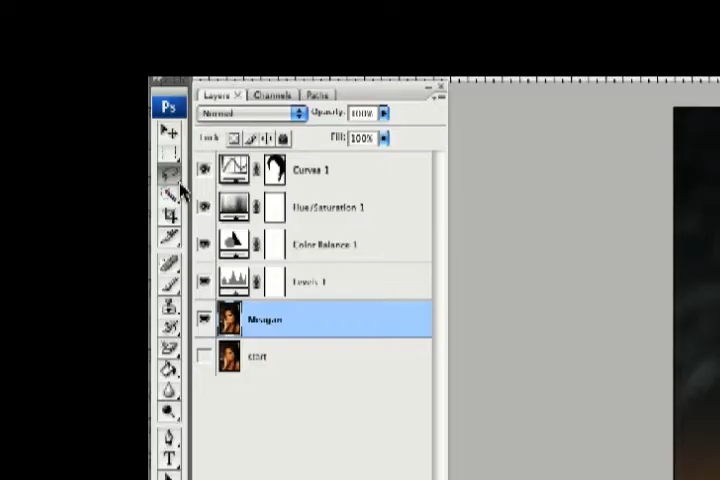 Ps
Layers Channels Paths
Normal Opacity: 100%
Lock: Fill: 100%
Curves 1
Hue/Saturation 1
Color Balance 1
Levels 1
Meagan
start
T